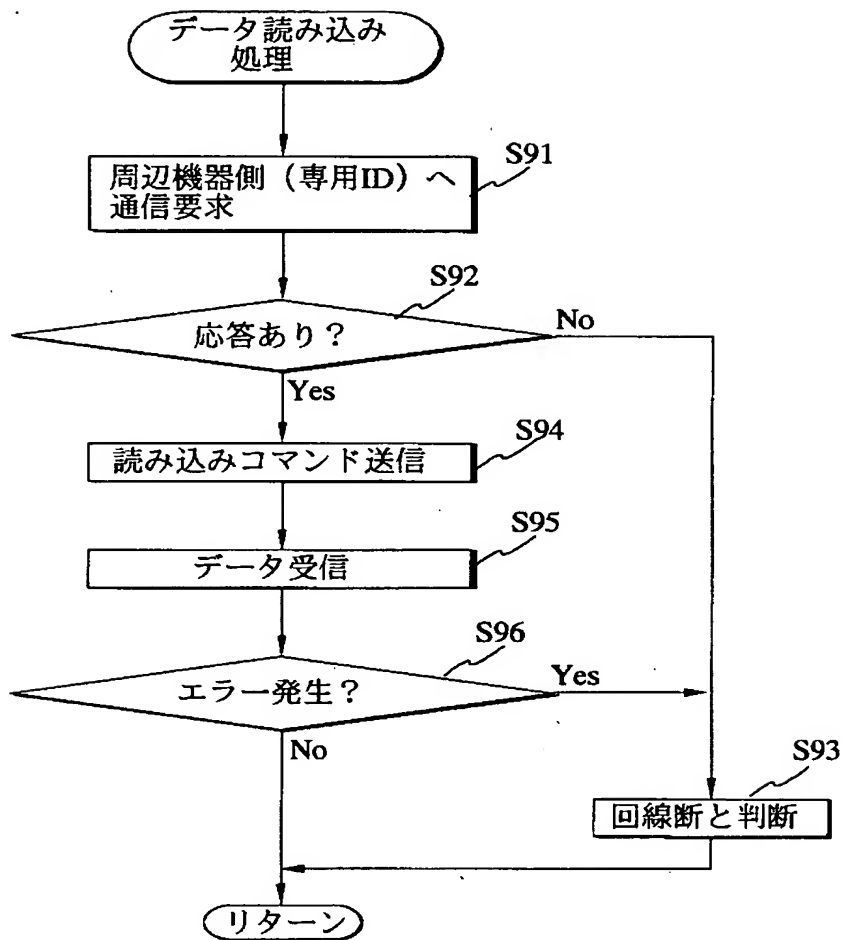 データ読み込み
処理
S91
周辺機器側（専用ID）へ
通信要求
S92
応答あり？
No
Yes
S94
読み込みコマンド送信
S95
データ受信
S96
エラー発生？
Yes
No
S93
回線断と判断
リターン